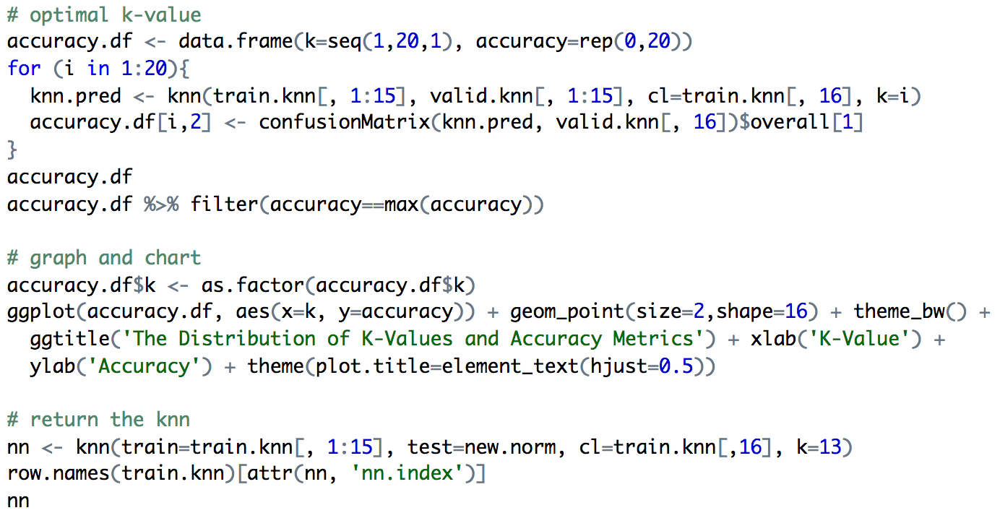 # optimal k-value
accuracy.df <- data.frame(k=seq(1,20,1), accuracy=rep(0,20))
for (i in 1:20){
  knn.pred <- knn(train.knn[, 1:15], valid.knn[, 1:15], cl=train.knn[, 16], k=i)
  accuracy.df[i,2] <- confusionMatrix(knn.pred, valid.knn[, 16])$overall[1]
}
accuracy.df
accuracy.df %>% filter(accuracy==max(accuracy))

# graph and chart
accuracy.df$k <- as.factor(accuracy.df$k)
ggplot(accuracy.df, aes(x=k, y=accuracy)) + geom_point(size=2,shape=16) + theme_bw() +
  ggtitle('The Distribution of K-Values and Accuracy Metrics') + xlab('K-Value') +
  ylab('Accuracy') + theme(plot.title=element_text(hjust=0.5))

# return the knn
nn <- knn(train=train.knn[, 1:15], test=new.norm, cl=train.knn[,16], k=13)
row.names(train.knn)[attr(nn, 'nn.index')]
nn